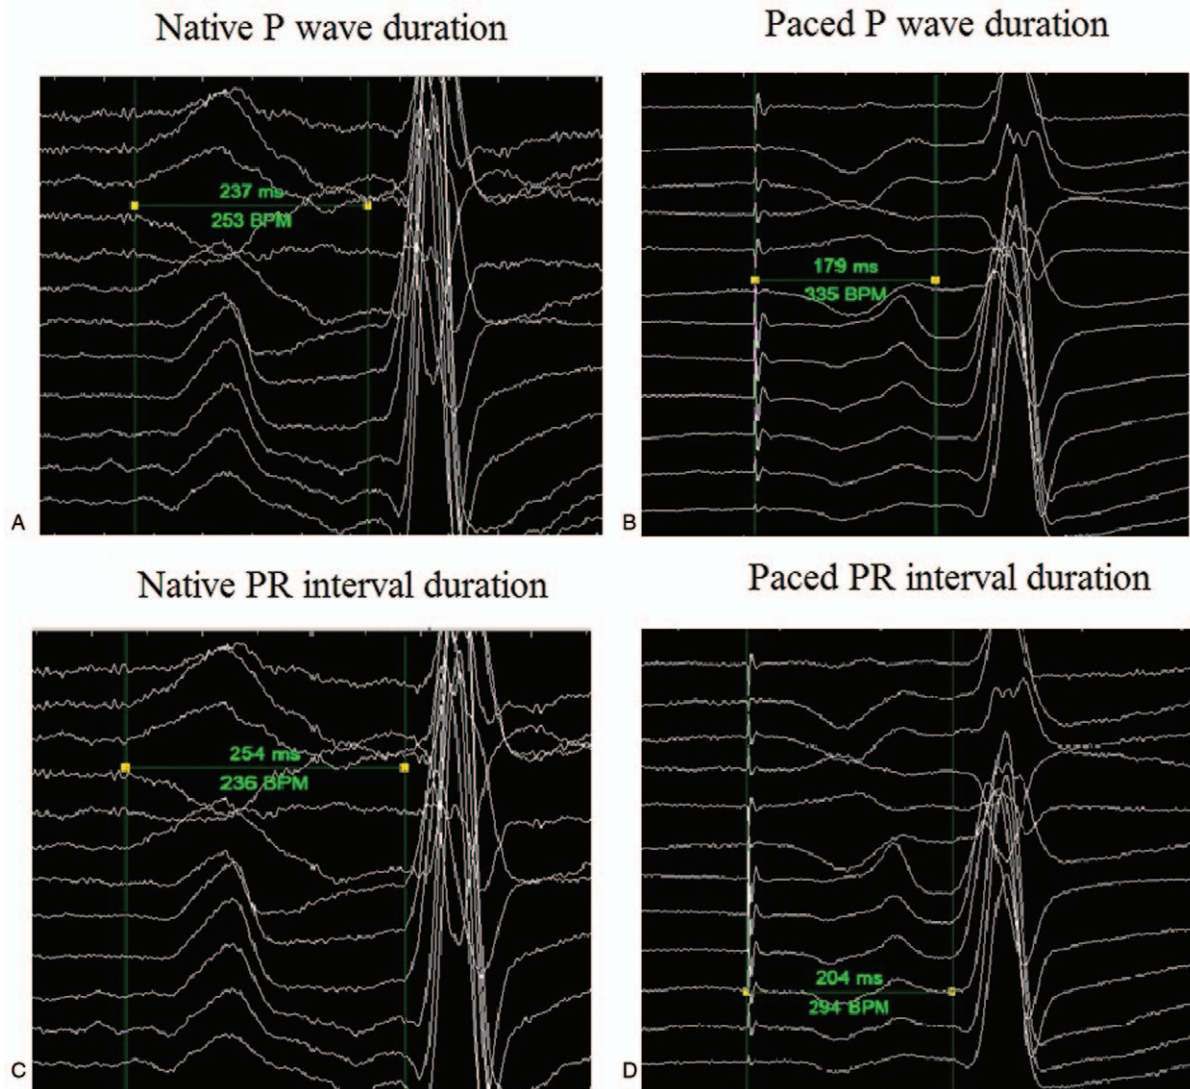 Native P wave duration
Paced P wave duration
237 ms
253 BPM
179 ms
335 BPM
A
B
Native PR interval duration
Paced PR interval duration
254 ms
236 BPM
204 ms
294 BPM
C
D